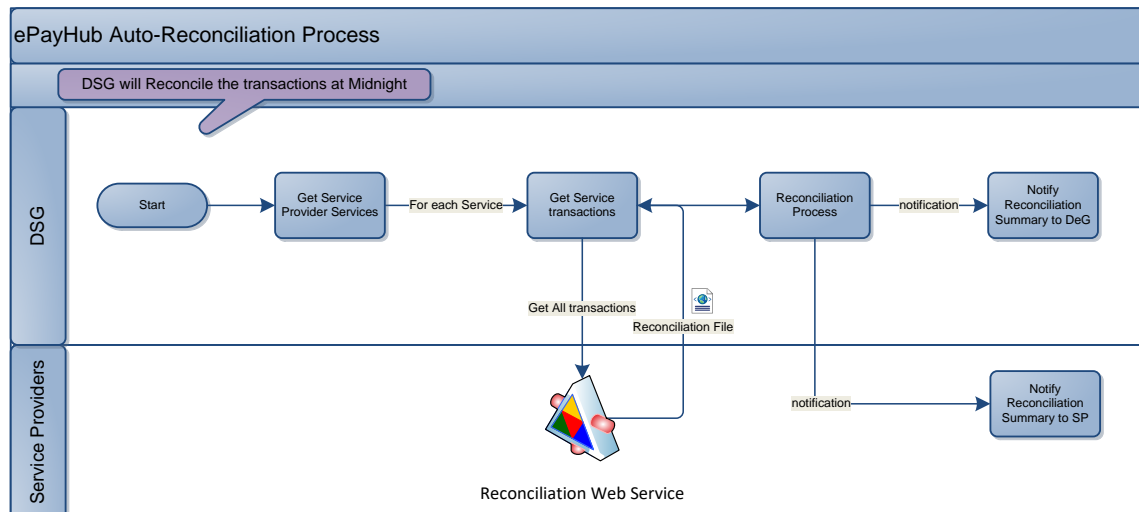 ePayHub Auto-Reconciliation Process
DSG will Reconcile the transactions at Midnight
DSG
Start
Get Service
Provider Services
For each Service
Get Service
transactions
Reconciliation
Process
notification
Notify
Reconciliation
Summary to DeG
Get All transactions
Reconciliation File
Service Providers
notification
Notify
Reconciliation
Summary to SP
Reconciliation Web Service